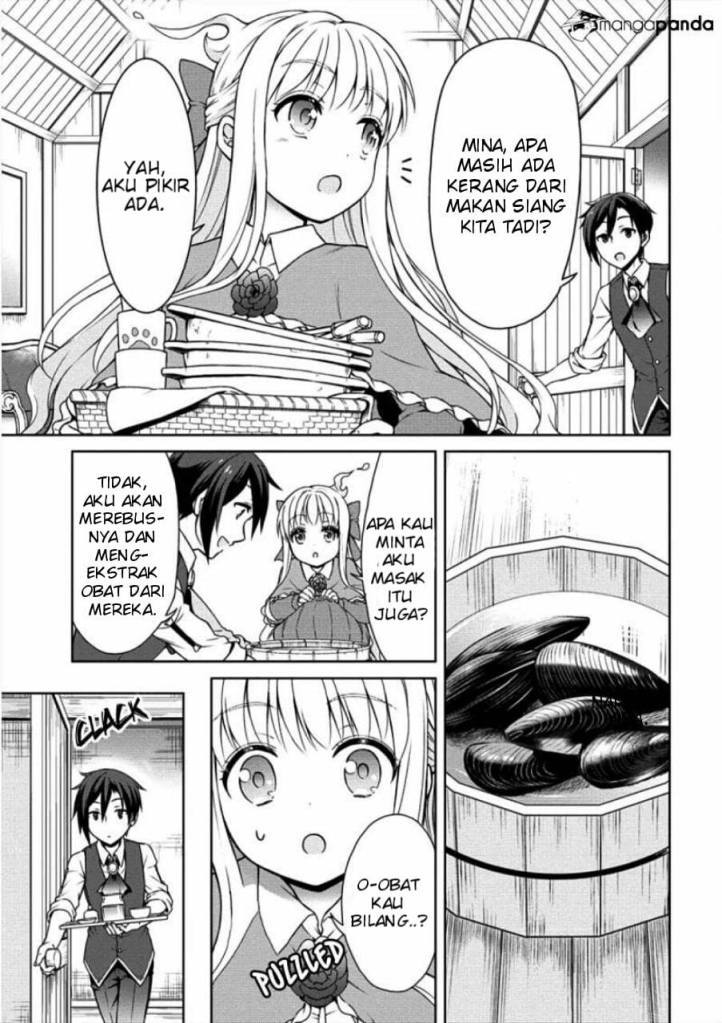 mangapanda
MINA, APA
MASIH ADA
KERANG DARI
MAKAN SIANG
KITA TADI?
YAH,
AKU PIKIR
ADA.
APA KAU
MINTA
AKU
MASAK
ITU
JUGA?
TIDAK,
AKU AKAN
MEREBUS-
NYA DAN
MENG-
EKSTRAK
OBAT DARI
MEREKA.
O-OBAT
KAU
BILANG..?
PUZZLED
CLACK